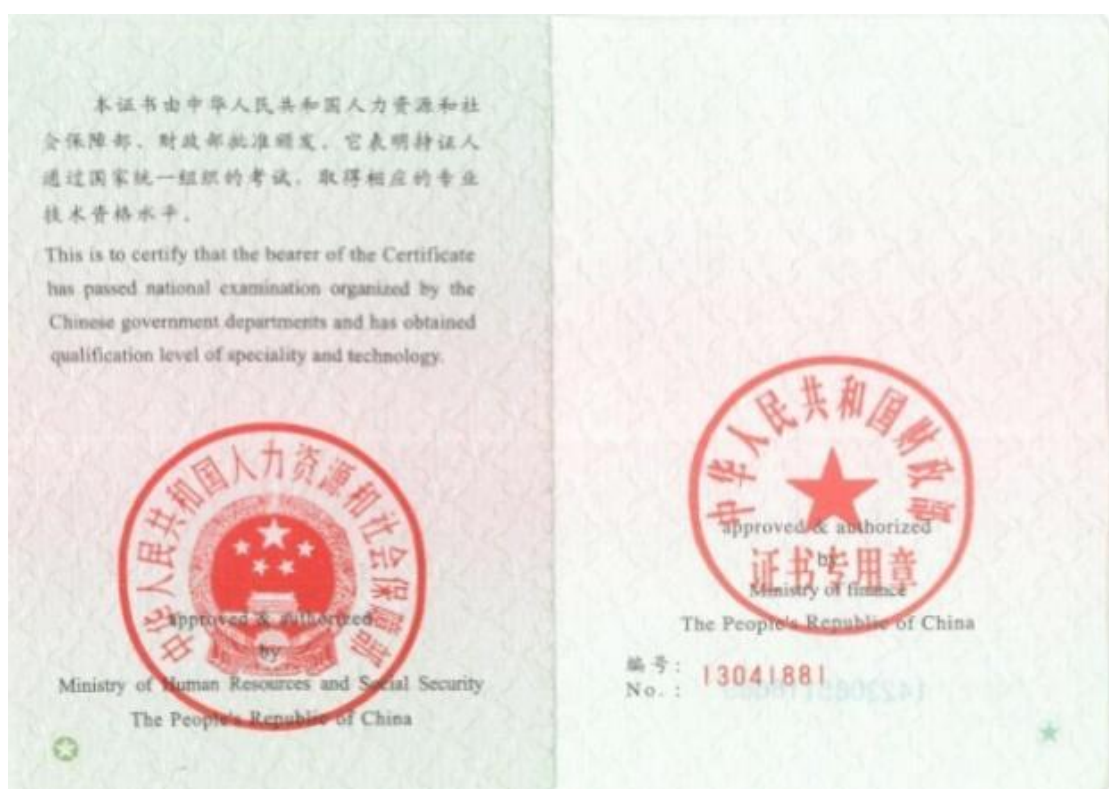 本证书由中华人民共和国人力资源和社
会保障部、财政部批准颁发，它表明持证人
通过国家统一组织的考试，取得相应的专业
技术资格水平。
This is to certify that the bearer of the Certificate
has passed national examination organized by the
Chinese government departments and has obtained
qualification level of speciality and technology.
中华人民共和国人力资源和社会保障部
approved & authorized
by
Ministry of Human Resources and Social Security
The People's Republic of China
中华人民共和国财政部
approved & authorized
by
证书专用章
Ministry of finance
The People's Republic of China
编号:
No. : 13041881